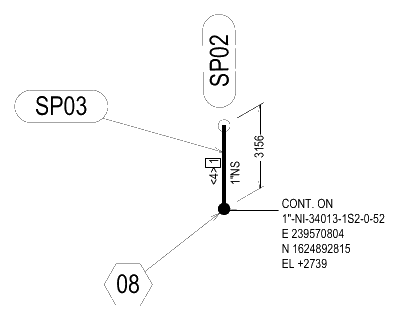 SP02
SP03
3156
<4> 1
1"NS
CONT. ON
1"-NI-34013-1S2-0-52
E 239570804
N 1624892815
EL +2739
08